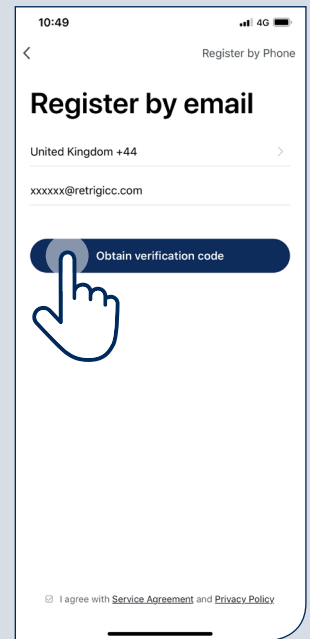 10:49 4G
Register by Phone
Register by email
United Kingdom +44
xxxxxx@retrigicc.com
Obtain verification code
I agree with Service Agreement and Privacy Policy